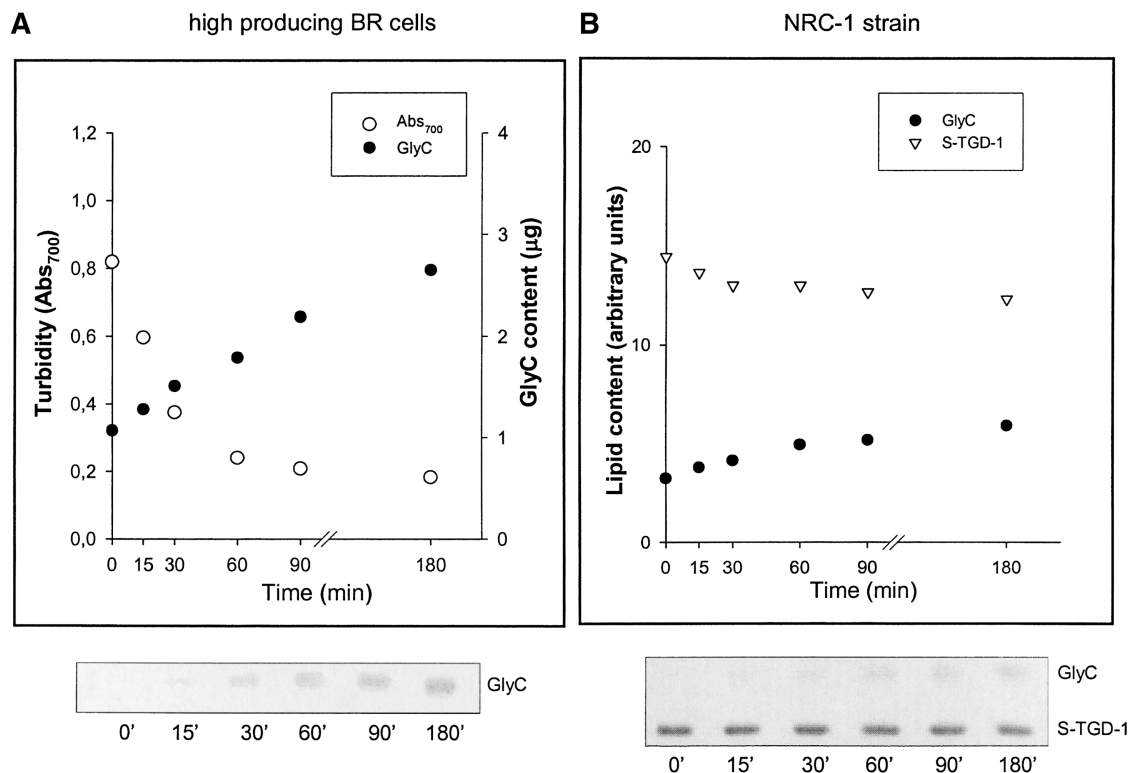 A
high producing BR cells
Abs700
GlyC
Turbidity (Abs700)
1,2
1,0
0,8
0,6
0,4
0,2
0,0
4
3
2
1
0
GlyC content (µg)
0 15 30 60 90 180
Time (min)
GlyC
0' 15' 30' 60' 90' 180'
B
NRC-1 strain
GlyC
S-TGD-1
Lipid content (arbitrary units)
20
10
0
0 15 30 60 90 180
Time (min)
GlyC
S-TGD-1
0' 15' 30' 60' 90' 180'